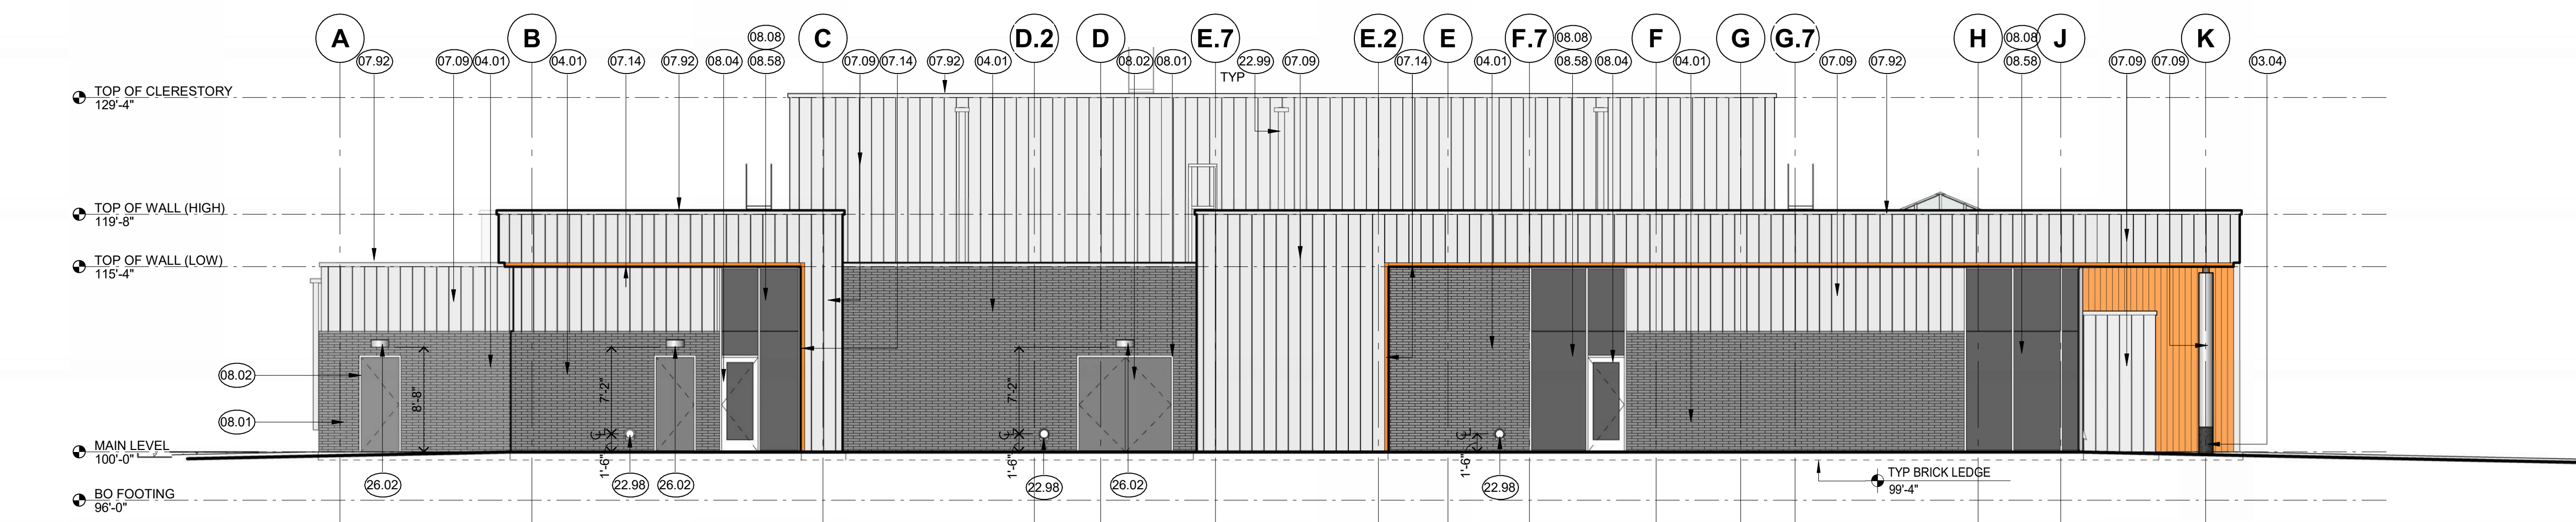 A B C D.2 D E.7 E.2 E F.7 F G G.7 H J K
08.08 08.08 08.08
07.92 07.09 04.01 04.01 07.14 07.92 08.04 08.58 07.09 07.14 07.92 04.01 08.02 08.01 22.99 07.09 07.14 04.01 08.58 08.04 04.01 07.09 07.92 08.58 07.09 07.09 03.04
TYP
TOP OF CLERESTORY
129'-4"
TOP OF WALL (HIGH)
119'-8"
TOP OF WALL (LOW)
115'-4"
08.02
8'-8"
7'-2"
7'-2"
08.01
CL
CL
CL
MAIN LEVEL
100'-0"
1'-6"
1'-6"
1'-6"
TYP BRICK LEDGE
99'-4"
26.02 22.98 26.02 22.98 26.02 22.98
BO FOOTING
96'-0"